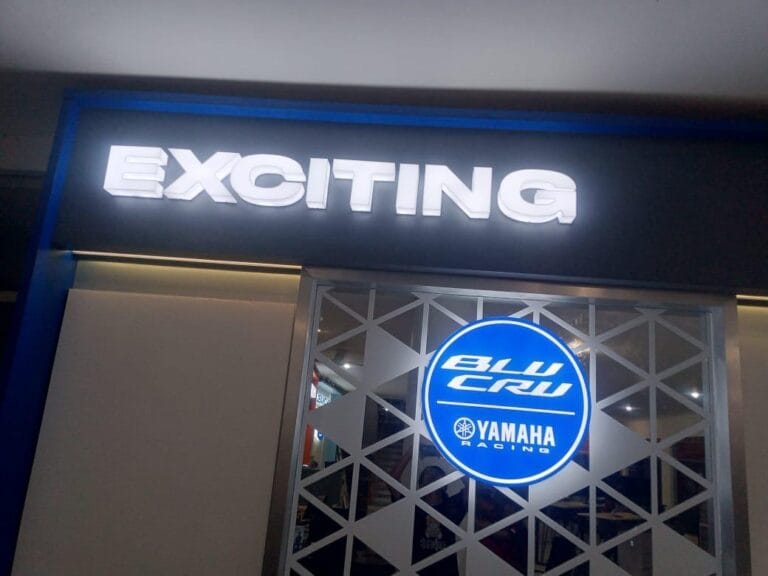 EXCITING
BLU
CRU
YAMAHA
RACING